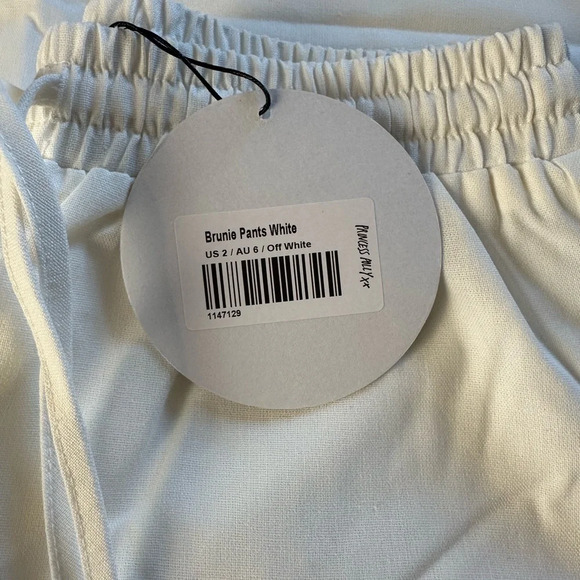 Brunie Pants White
US 2 / AU 6 / Off White
1147129
PRINCESS POLLY xx